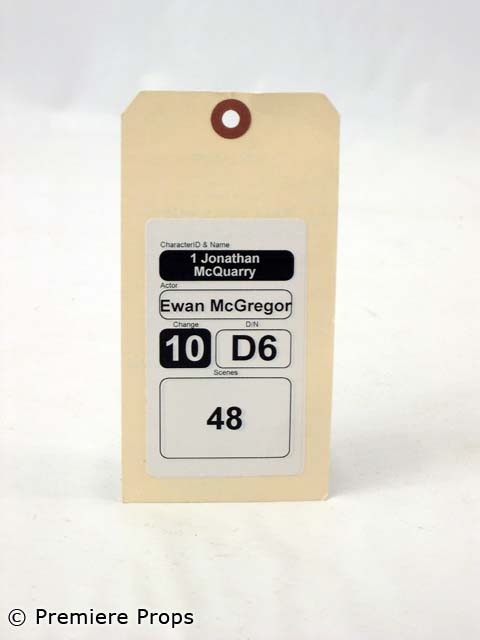 CharacterID & Name
1 Jonathan
McQuarry
Actor
Ewan McGregor
Change D/N
10 D6
Scenes
48
© Premiere Props